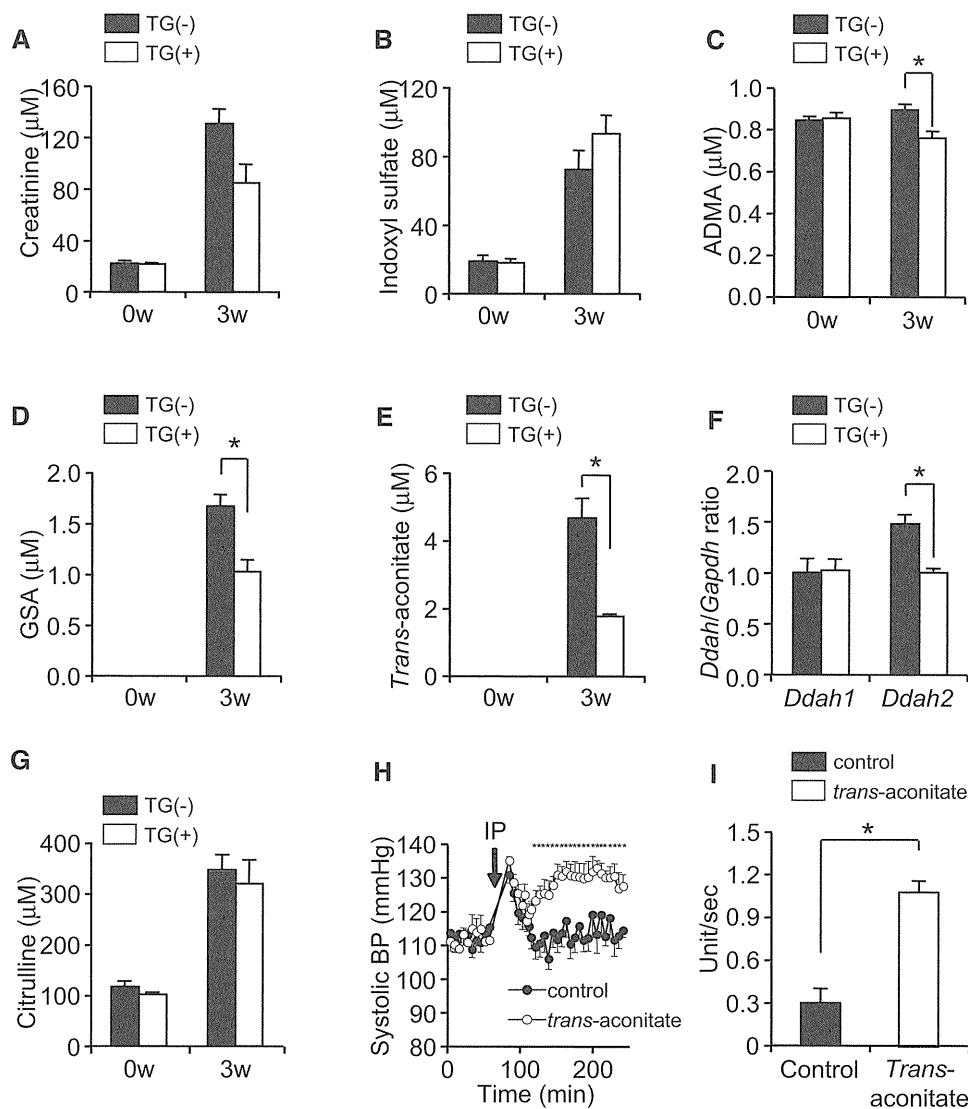 A
TG(-)
TG(+)
Creatinine (μM)
160
120
80
40
0
0w
3w
B
TG(-)
TG(+)
Indoxyl sulfate (μM)
120
80
40
0
0w
3w
C
TG(-)
TG(+)
*
ADMA (μM)
1.0
0.8
0.6
0.4
0.2
0.0
0w
3w
D
TG(-)
TG(+)
*
GSA (μM)
2.0
1.5
1.0
0.5
0.0
0w
3w
E
TG(-)
TG(+)
*
Trans-aconitate (μM)
6
4
2
0
0w
3w
F
TG(-)
TG(+)
*
Ddah/Gapdh ratio
2.0
1.5
1.0
0.5
0.0
Ddah1
Ddah2
G
TG(-)
TG(+)
Citrulline (μM)
400
300
200
100
0
0w
3w
H
IP
Systolic BP (mmHg)
140
130
120
110
100
90
80
control
trans-aconitate
0
100
200
Time (min)
I
control
trans-aconitate
*
Unit/sec
1.5
1.2
0.9
0.6
0.3
0
Control
Trans-
aconitate